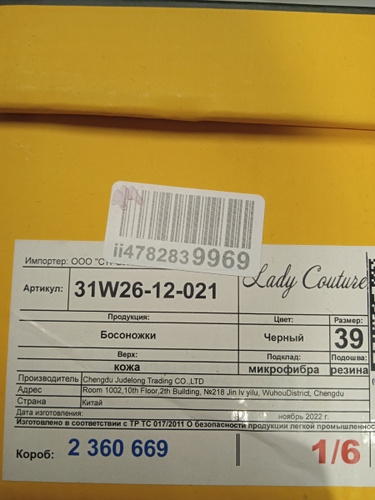 ii4782839969
Импортер: ООО
Lady Couture
Артикул: 31W26-12-021
Продукция: Цвет: Размер:
Босоножки Черный 39
Верх: Подклад: Подошва:
кожа микрофибра резина
Производитель Chengdu Judelong Trading CO.,LTD
Адрес Room 1002,10th Floor,2th Building, №218 Jin lv yilu, WuhouDistrict, Chengdu
Страна Китай
Дата изготовления: ноябрь 2022 г.
Изготовлено в соответствии с ТР ТС 017/2011 О безопасности продукции легкой
Короб: 2 360 669 1/6